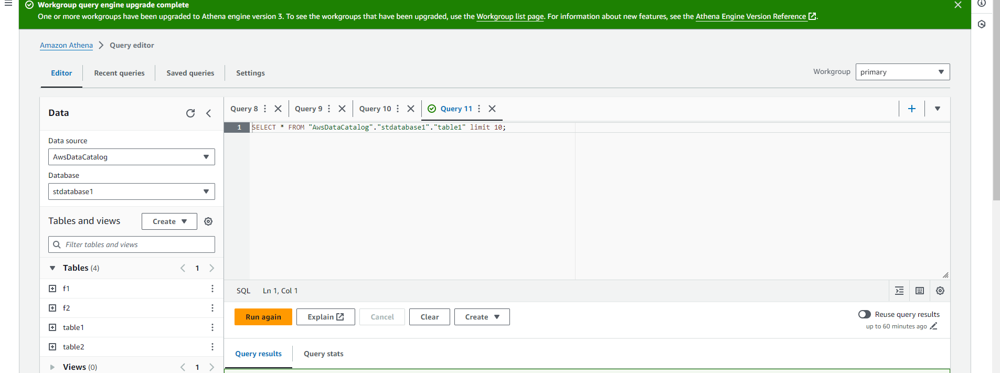 Workgroup query engine upgrade complete
One or more workgroups have been upgraded to Athena engine version 3. To see the workgroups that have been upgraded, use the Workgroup list page. For information about new features, see the Athena Engine Version Reference.
Amazon Athena > Query editor
Editor Recent queries Saved queries Settings
Workgroup primary
Data
Data source
AwsDataCatalog
Database
stdatabase1
Tables and views Create
Filter tables and views
Tables (4) < 1 >
f1
f2
table1
table2
Views (0) < 1 >
Query 8 Query 9 Query 10 Query 11
1 SELECT * FROM "AwsDataCatalog"."stdatabase1"."table1" limit 10;
SQL Ln 1, Col 1
Run again Explain Cancel Clear Create
Reuse query results
up to 60 minutes ago
Query results Query stats